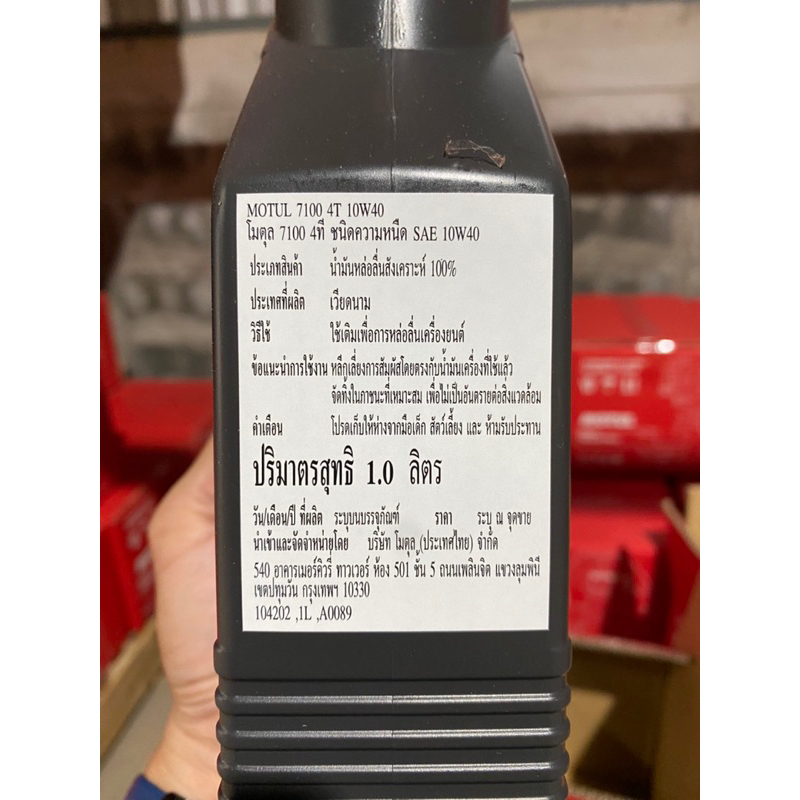 MOTUL 7100 4T 10W40
โมตุล 7100 4ที ชนิดความหนืด SAE 10W40
ประเภทสินค้า น้ำมันหล่อลื่นสังเคราะห์ 100%
ประเทศที่ผลิต เวียดนาม
วิธีใช้ ใช้เติมเพื่อการหล่อลื่นเครื่องยนต์
ข้อแนะนำการใช้งาน หลีกเลี่ยงการสัมผัสโดยตรงกับน้ำมันเครื่องที่ใช้แล้ว
จัดทิ้งในภาชนะที่เหมาะสม เพื่อไม่เป็นอันตรายต่อสิ่งแวดล้อม
คำเตือน โปรดเก็บให้ห่างจากมือเด็ก สัตว์เลี้ยง และ ห้ามรับประทาน
ปริมาตรสุทธิ 1.0 ลิตร
วัน/เดือน/ปี ที่ผลิต ระบุบนบรรจุภัณฑ์ ราคา ระบุ ณ จุดขาย
นำเข้าและจัดจำหน่ายโดย บริษัท โมตุล (ประเทศไทย) จำกัด
540 อาคารเมอร์คิวรี่ ทาวเวอร์ ห้อง 501 ชั้น 5 ถนนเพลินจิต แขวงลุมพินี
เขตปทุมวัน กรุงเทพฯ 10330
104202 ,1L ,A0089